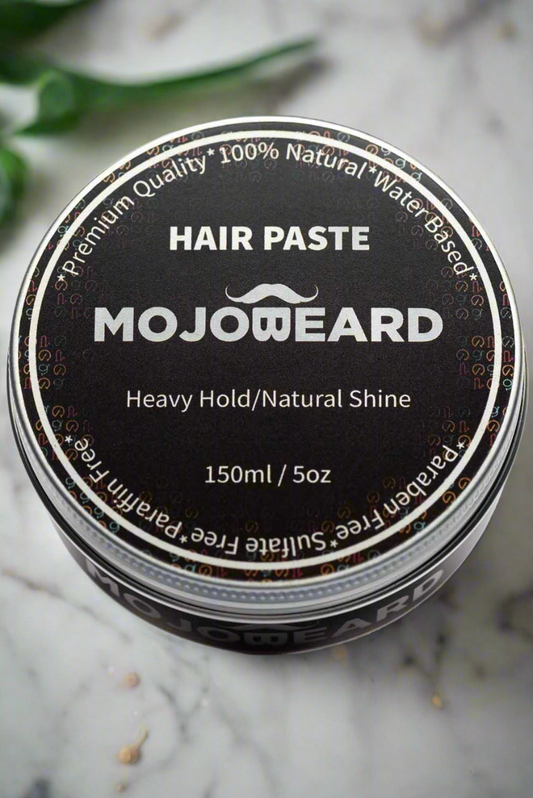 *Premium Quality*100% Natural*Water Based*
HAIR PASTE
MOJOBEARD
Heavy Hold/Natural Shine
150ml / 5oz
*Paraben Free*Sulfate Free*Paraffin Free*
MOJOBEARD